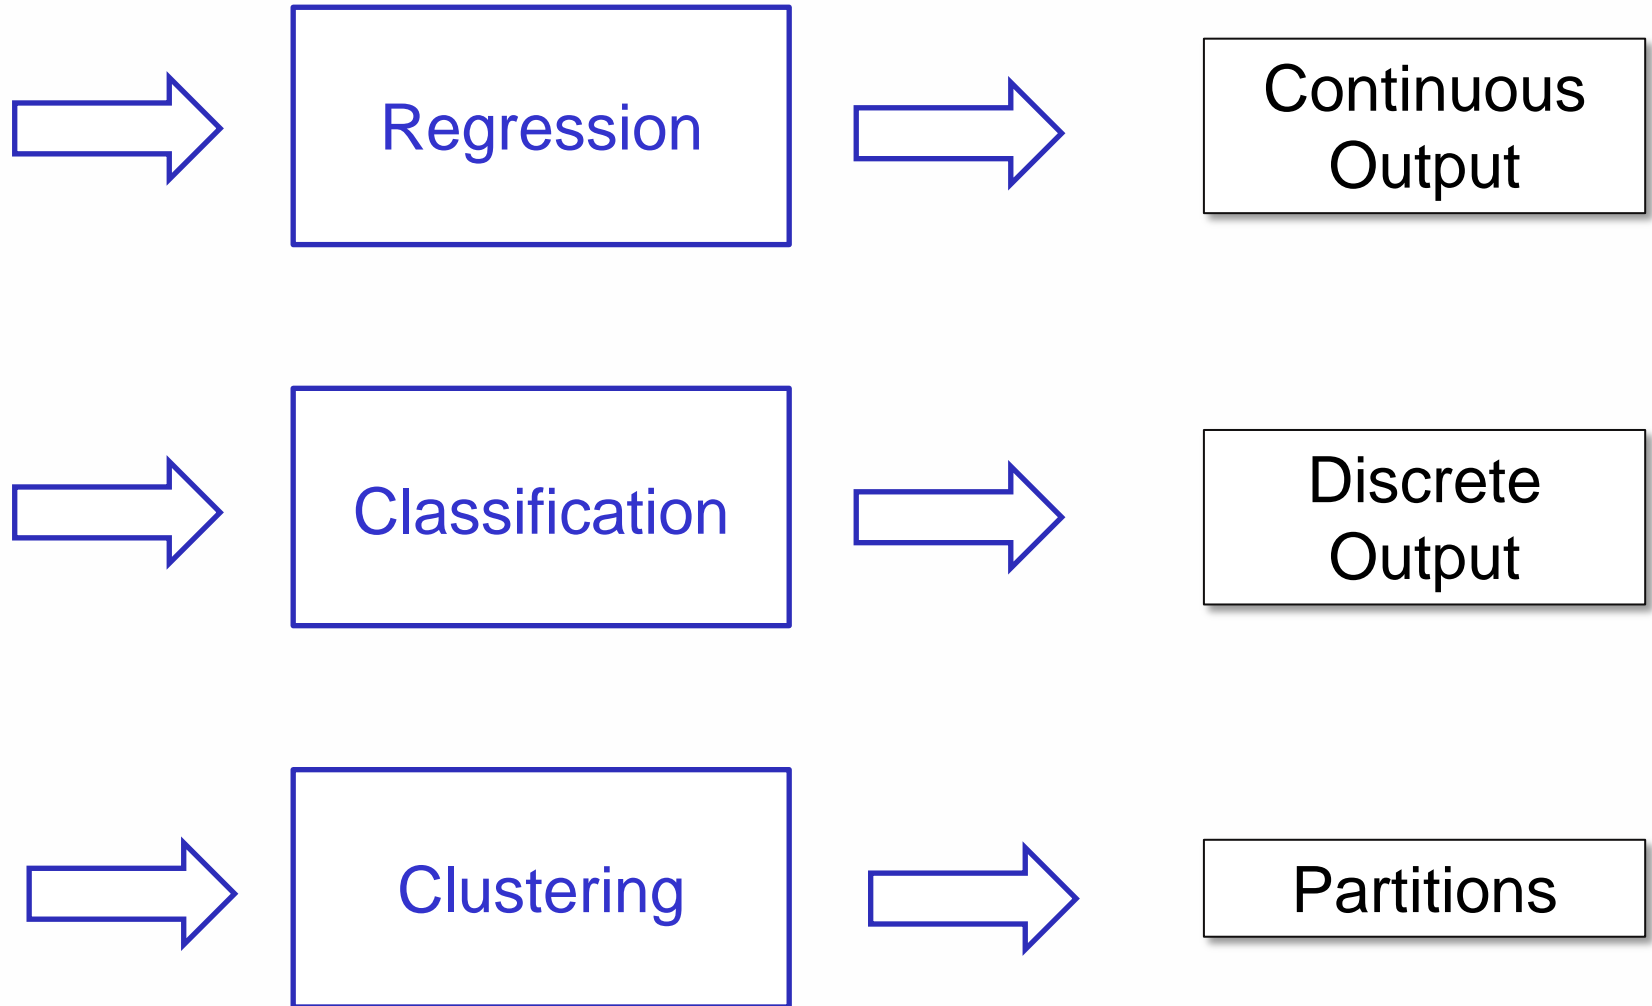 Regression
Continuous
Output
Classification
Discrete
Output
Clustering
Partitions